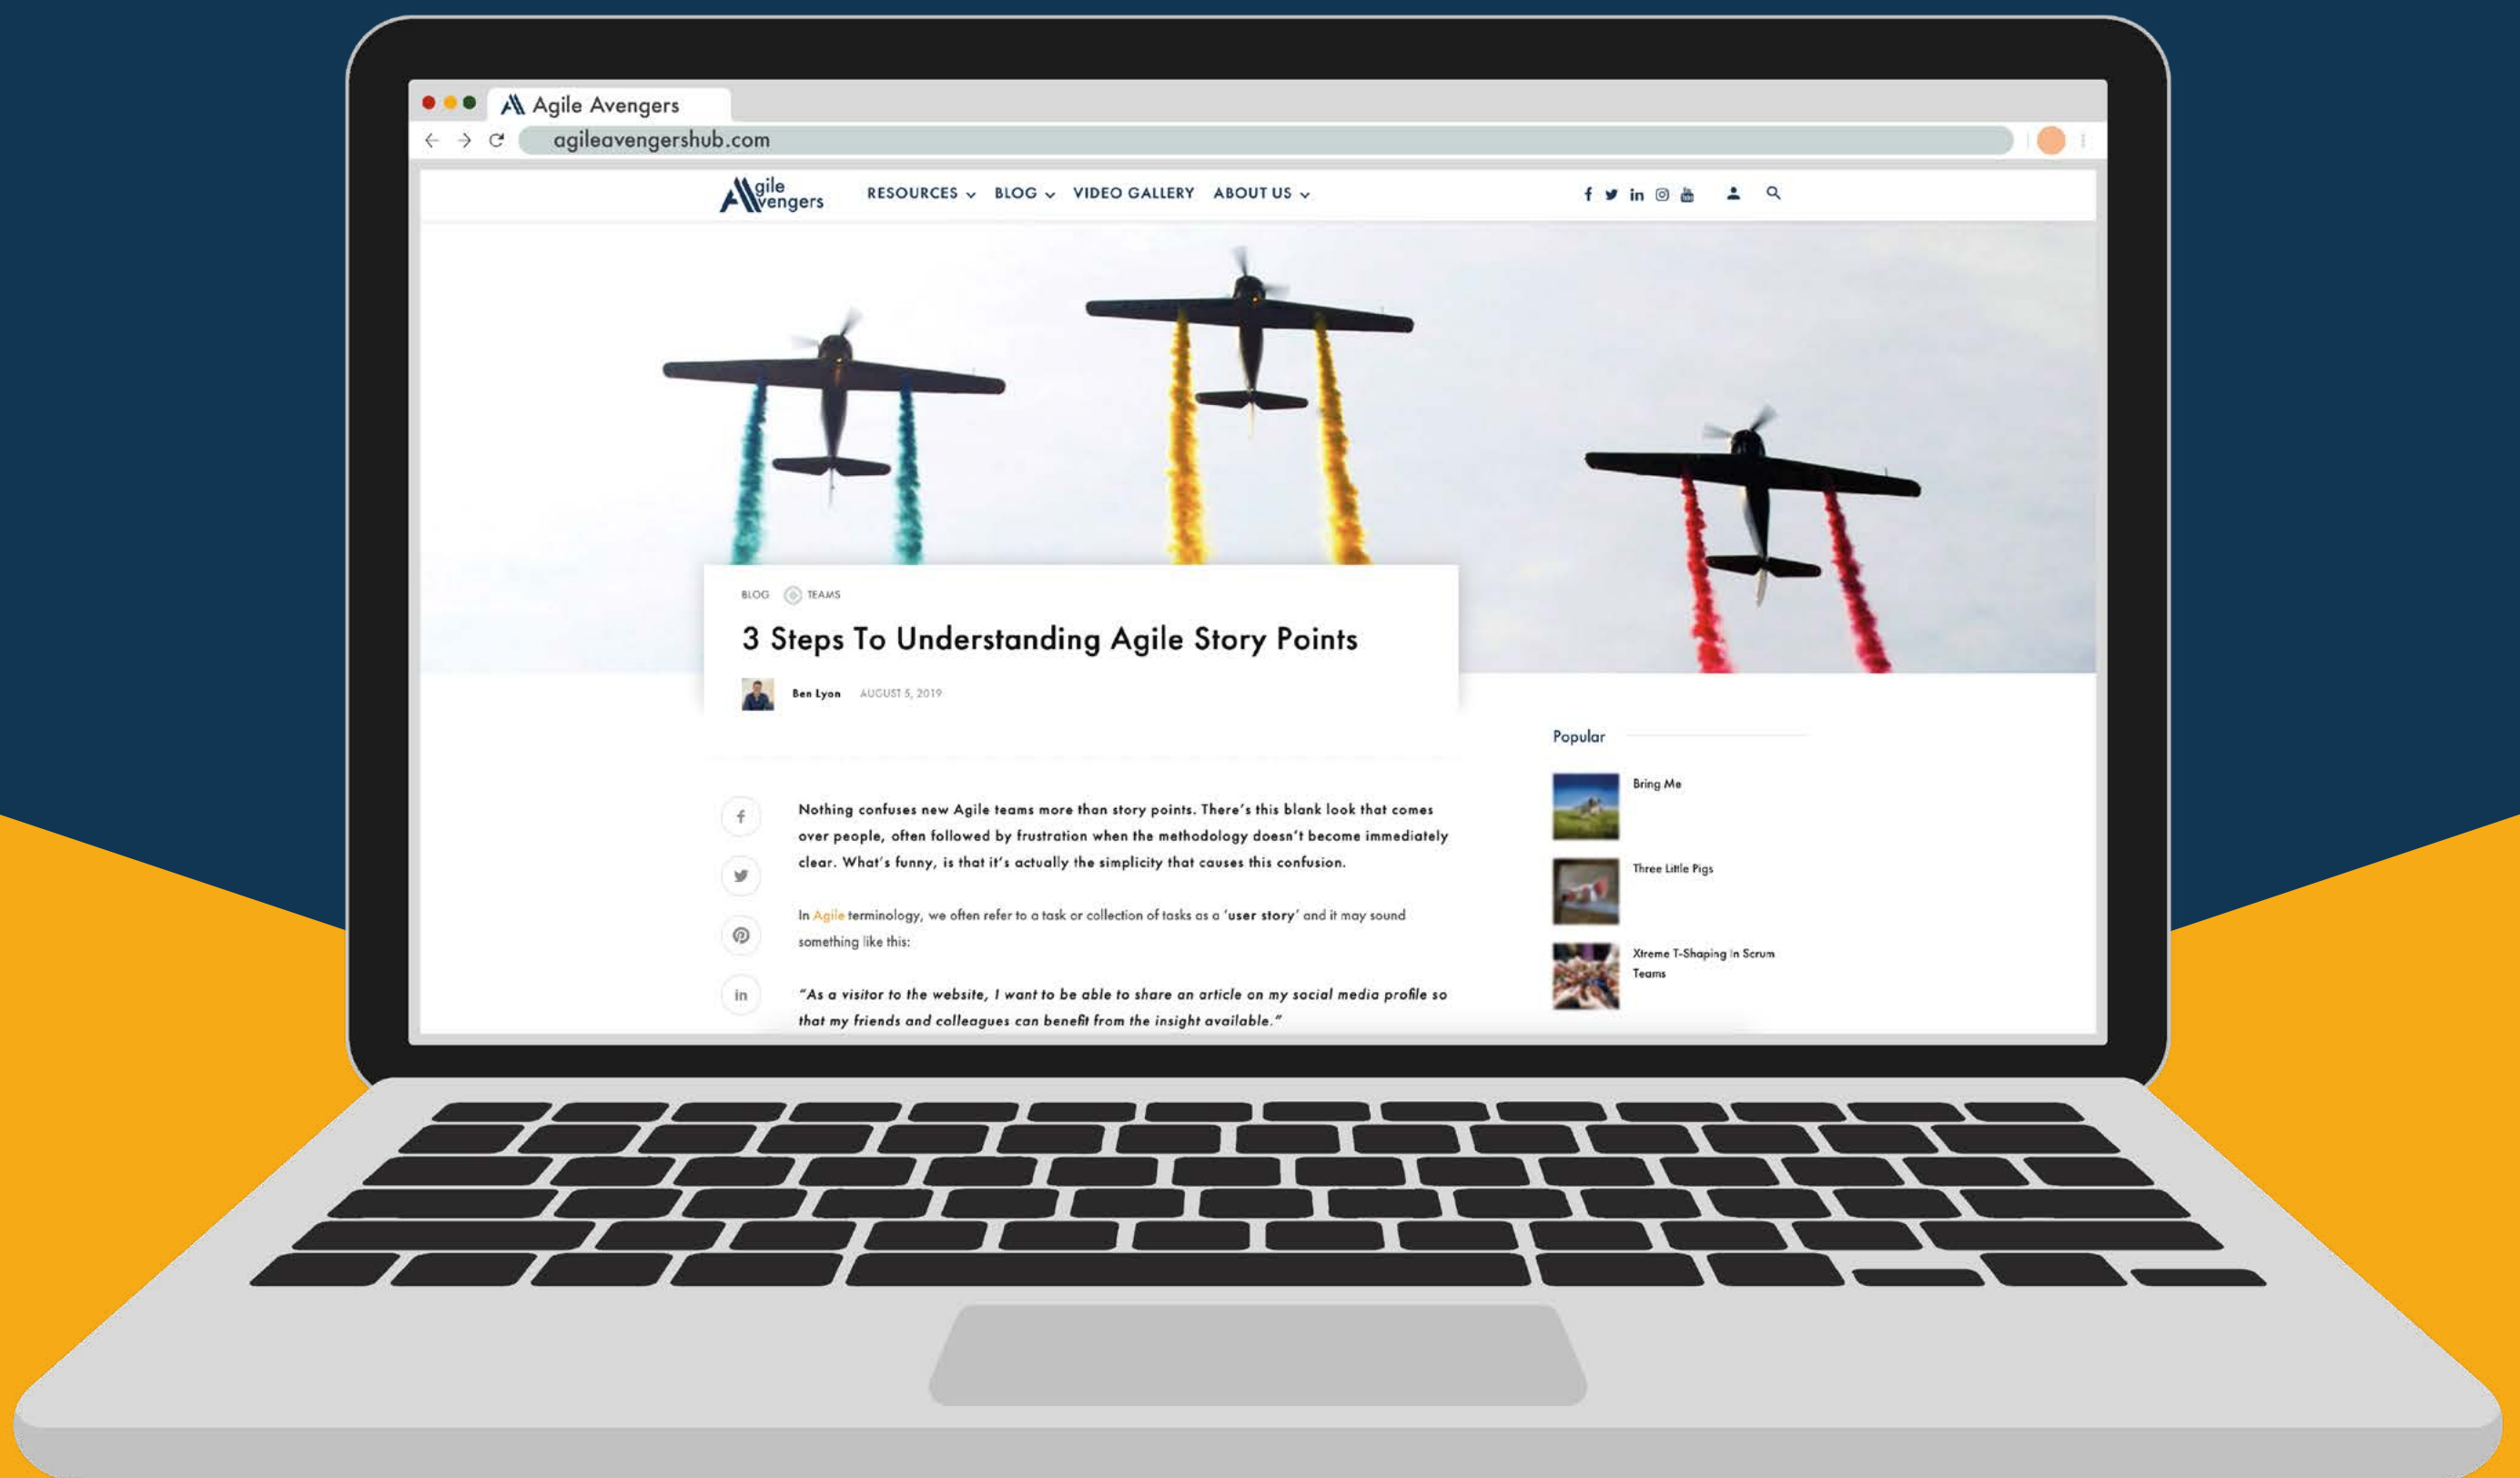 Agile Avengers
agileavengershub.com
Agile
Avengers
RESOURCES BLOG VIDEO GALLERY ABOUT US
BLOG TEAMS
3 Steps To Understanding Agile Story Points
Ben Lyon AUGUST 5, 2019
Nothing confuses new Agile teams more than story points. There's this blank look that comes
over people, often followed by frustration when the methodology doesn't become immediately
clear. What's funny, is that it's actually the simplicity that causes this confusion.
In Agile terminology, we often refer to a task or collection of tasks as a 'user story' and it may sound
something like this:
"As a visitor to the website, I want to be able to share an article on my social media profile so
that my friends and colleagues can benefit from the insight available."
Popular
Bring Me
Three Little Pigs
Xtreme T-Shaping In Scrum
Teams